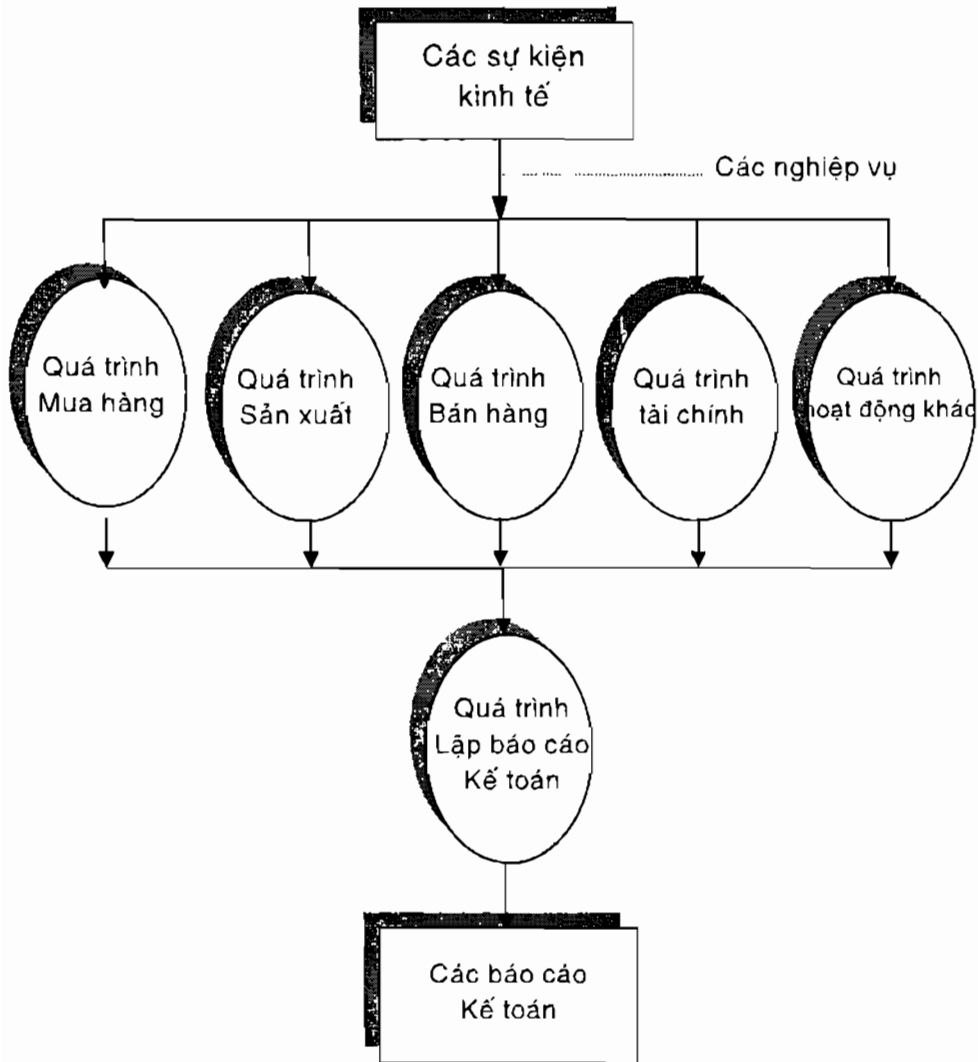 Các sự kiện
kinh tế
Các nghiệp vụ
Quá trình
Mua hàng
Quá trình
Sản xuất
Quá trình
Bán hàng
Quá trình
tài chính
Quá trình
hoạt động khác
Quá trình
Lập báo cáo
Kế toán
Các báo cáo
Kế toán